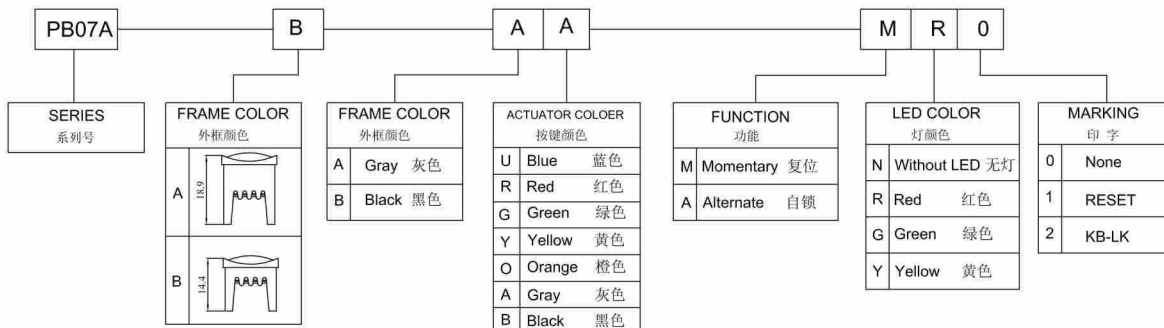 PB07A B A A M R 0
SERIES
系列号
FRAME COLOR
外框颜色
A 18.9
B 14.4
FRAME COLOR
外框颜色
A Gray 灰色
B Black 黑色
ACTUATOR COLOER
按键颜色
U Blue 蓝色
R Red 红色
G Green 绿色
Y Yellow 黄色
O Orange 橙色
A Gray 灰色
B Black 黑色
FUNCTION
功能
M Momentary 复位
A Alternate 自锁
LED COLOR
灯颜色
N Without LED 无灯
R Red 红色
G Green 绿色
Y Yellow 黄色
MARKING
印 字
0 None
1 RESET
2 KB-LK